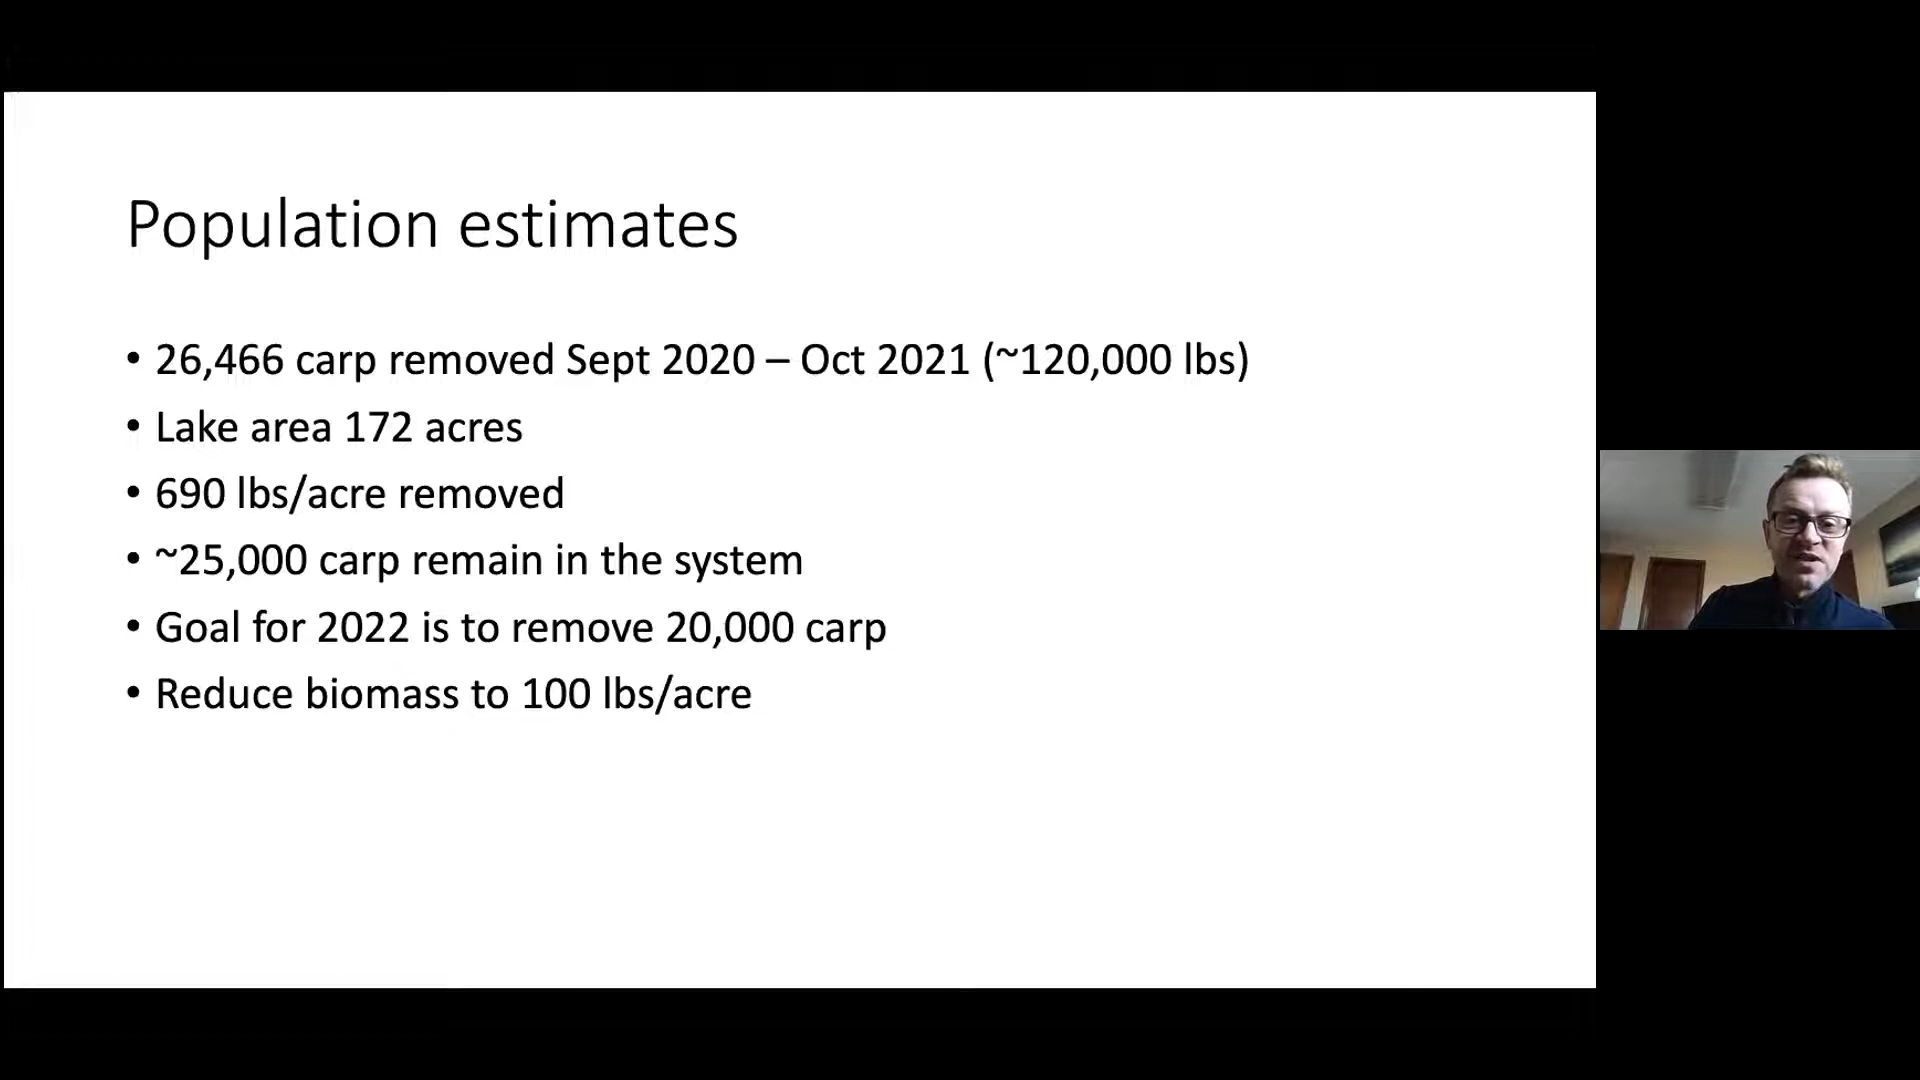 Population estimates
• 26,466 carp removed Sept 2020 – Oct 2021 (~120,000 lbs)
• Lake area 172 acres
• 690 lbs/acre removed
• ~25,000 carp remain in the system
• Goal for 2022 is to remove 20,000 carp
• Reduce biomass to 100 lbs/acre